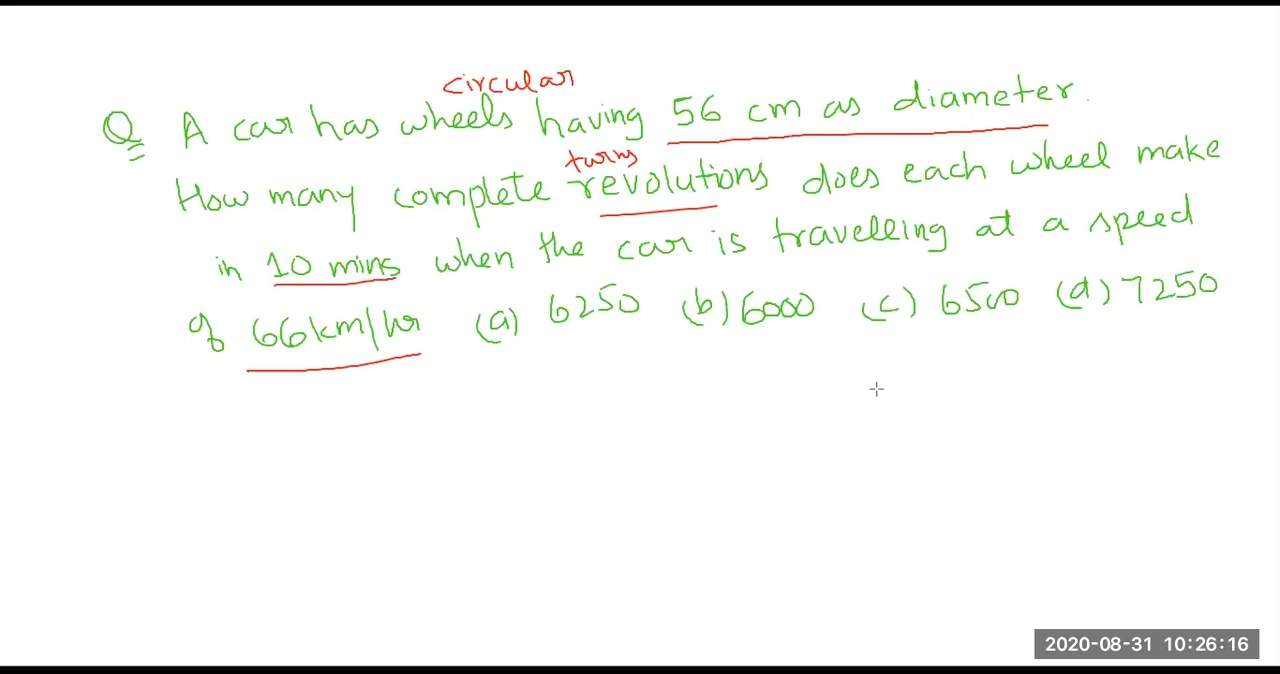 circular
Q A car has wheels having 56 cm as diameter.
turns
How many complete revolutions does each wheel make
in 10 mins when the car is travelling at a speed
of 66km/hr (a) 6250 (b) 6000 (c) 6500 (d) 7250
2020-08-31 10:26:16